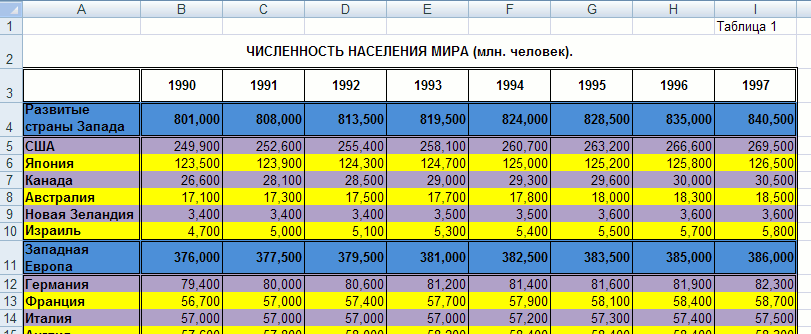 A B C D E F G H I
1 Таблица 1
2 ЧИСЛЕННОСТЬ НАСЕЛЕНИЯ МИРА (млн. человек).
3 1990 1991 1992 1993 1994 1995 1996 1997
Развитые
4 страны Запада 801,000 808,000 813,500 819,500 824,000 828,500 835,000 840,500
5 США 249,900 252,600 255,400 258,100 260,700 263,200 266,600 269,500
6 Япония 123,500 123,900 124,300 124,700 125,000 125,200 125,800 126,500
7 Канада 26,600 28,100 28,500 29,000 29,300 29,600 30,000 30,500
8 Австралия 17,100 17,300 17,500 17,700 17,800 18,000 18,300 18,500
9 Новая Зеландия 3,400 3,400 3,400 3,500 3,500 3,600 3,600 3,600
10 Израиль 4,700 5,000 5,100 5,300 5,400 5,500 5,700 5,800
Западная
11 Европа 376,000 377,500 379,500 381,000 382,500 383,500 385,000 386,000
12 Германия 79,400 80,000 80,600 81,200 81,400 81,600 81,900 82,300
13 Франция 56,700 57,000 57,400 57,700 57,900 58,100 58,400 58,700
14 Италия 57,000 57,000 57,000 57,000 57,200 57,300 57,400 57,500